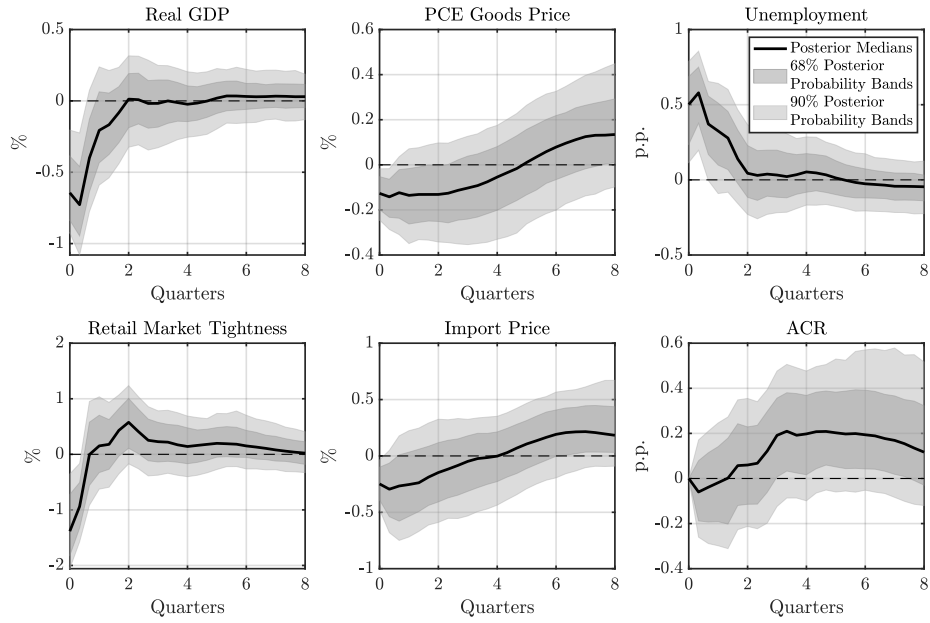 Real GDP
0.5
0
-0.5
-1
%
0 2 4 6 8
Quarters
PCE Goods Price
0.6
0.4
0.2
0
-0.2
-0.4
%
0 2 4 6 8
Quarters
Unemployment
1
0.5
0
-0.5
p.p.
Posterior Medians
68% Posterior
Probability Bands
90% Posterior
Probability Bands
0 2 4 6 8
Quarters
Retail Market Tightness
2
1
0
-1
-2
%
0 2 4 6 8
Quarters
Import Price
1
0.5
0
-0.5
-1
%
0 2 4 6 8
Quarters
ACR
0.6
0.4
0.2
0
-0.2
-0.4
p.p.
0 2 4 6 8
Quarters